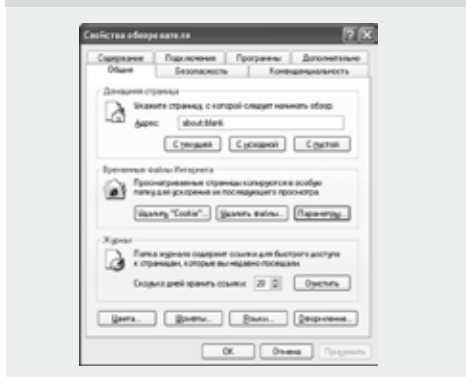 Свойства обозревателя
Содержание Подключения Программы Дополнительно
Общие Безопасность Конфиденциальность
Домашняя страница
Укажите страницу, с которой следует начинать обзор.
Адрес: about:blank
С текущей С исходной С пустой
Временные файлы Интернета
Просматриваемые страницы копируются в особую
папку для ускорения их последующего просмотра.
Удалить "Cookie"... Удалить файлы... Параметры...
Журнал
Папка журнала содержит ссылки для быстрого доступа
к страницам, которые вы недавно посещали.
Сколько дней хранить ссылки: 20 Очистить
Цвета... Шрифты... Языки... Оформление...
OK Отмена Применить